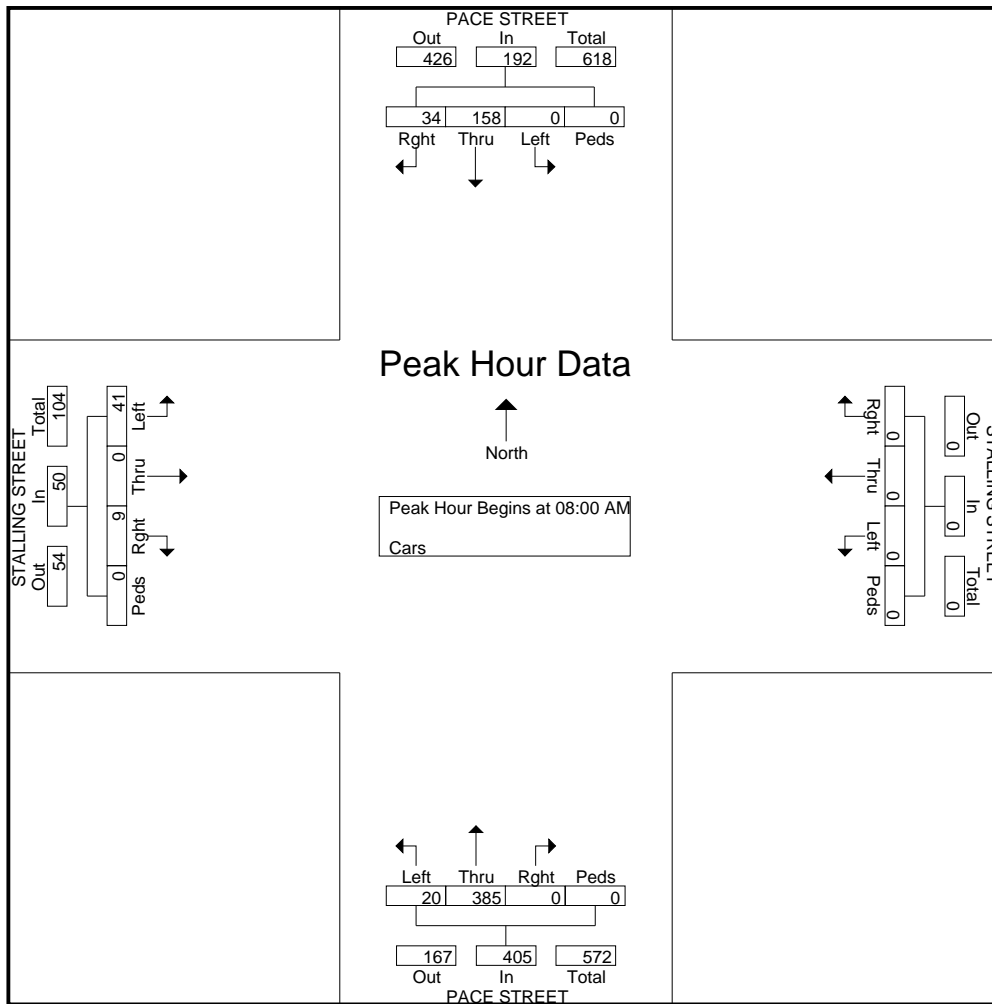 PACE STREET
Out In Total
426 192 618
34 158 0 0
Rght Thru Left Peds
Peak Hour Data
North
Peak Hour Begins at 08:00 AM
Cars
STALLING STREET
Total In Out
104 50 54
41 0 9 0
Left Thru Rght Peds
STALLING STREET
Out In Total
0 0 0
0 0 0 0
Rght Thru Left Peds
Left Thru Rght Peds
20 385 0 0
167 405 572
Out In Total
PACE STREET